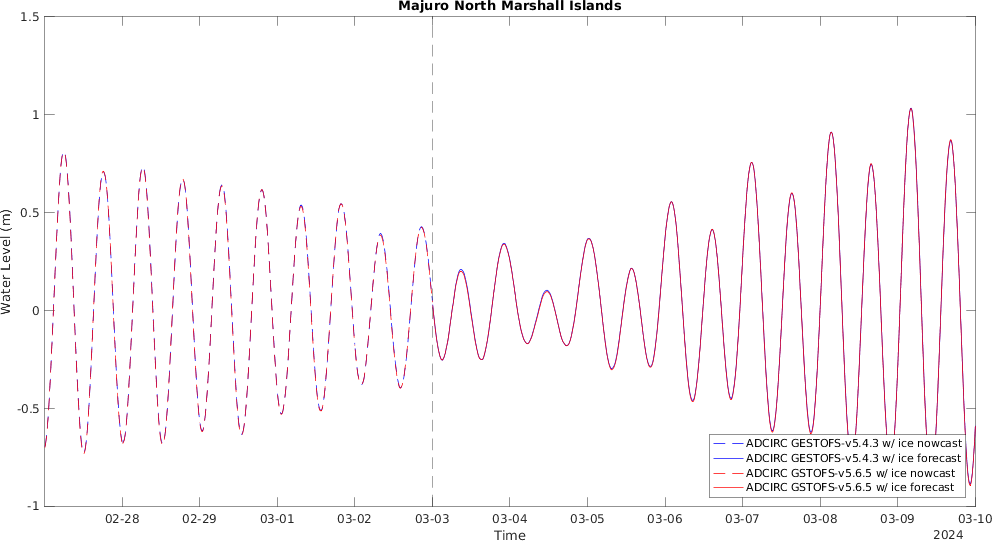 Majuro North Marshall Islands
1.5
1
0.5
0
-0.5
-1
Water Level (m)
ADCIRC GESTOFS-v5.4.3 w/ ice nowcast
ADCIRC GESTOFS-v5.4.3 w/ ice forecast
ADCIRC GSTOFS-v5.6.5 w/ ice nowcast
ADCIRC GSTOFS-v5.6.5 w/ ice forecast
02-28 02-29 03-01 03-02 03-03 03-04 03-05 03-06 03-07 03-08 03-09 03-10
Time
2024